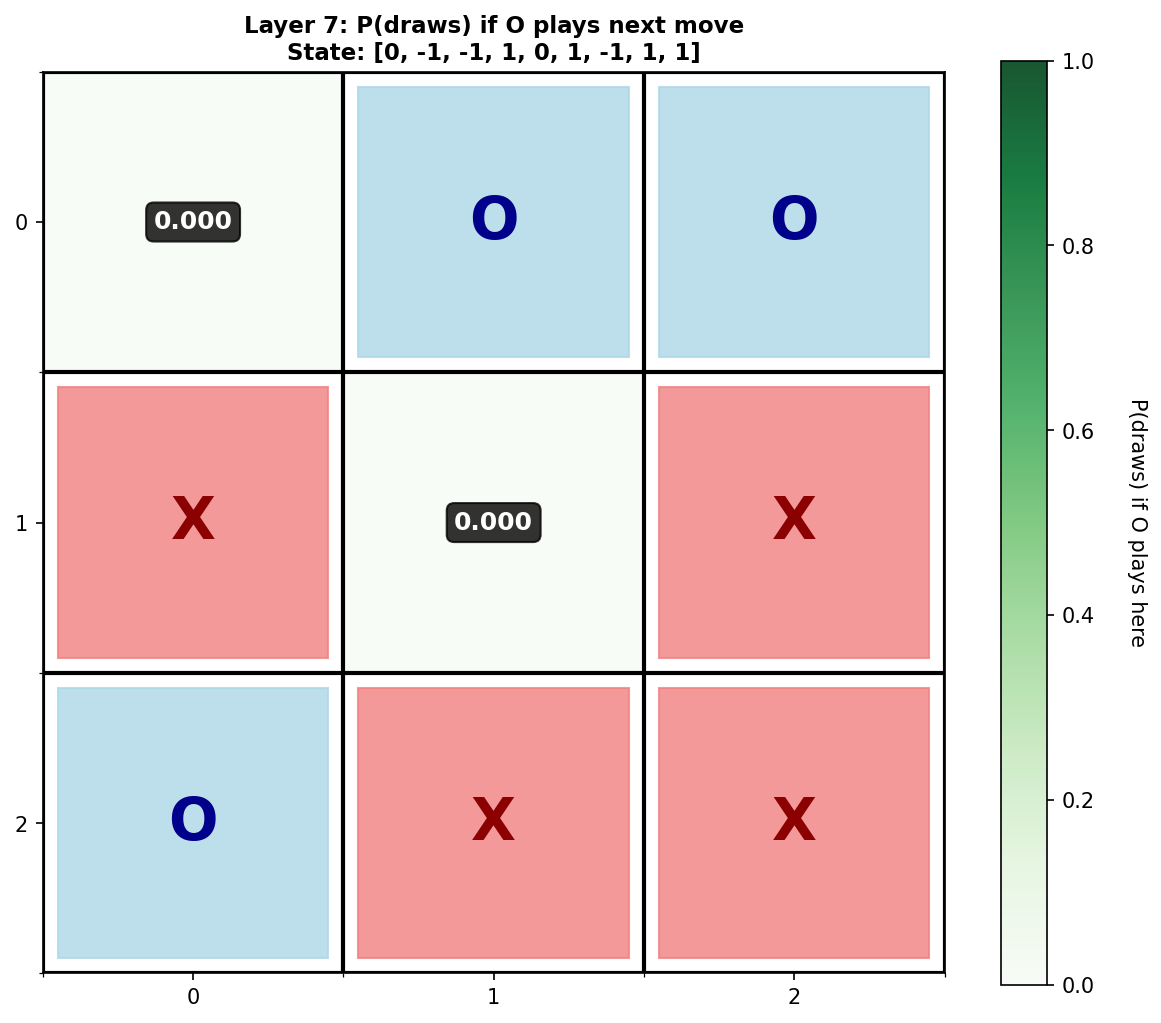 Layer 7: P(draws) if O plays next move
State: [0, -1, -1, 1, 0, 1, -1, 1, 1]
0
0.000
O
O
1
X
0.000
X
2
O
X
X
0
1
2
1.0
0.8
0.6
0.4
0.2
0.0
P(draws) if O plays here